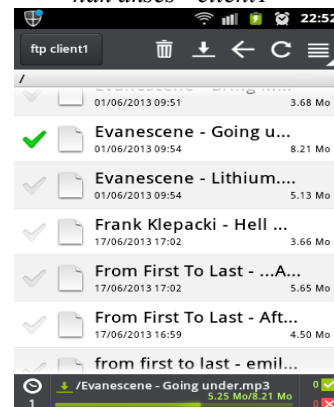 client1
22:52
ftp client1
/
Evanescene - Bring m...
01/06/2013 09:51
3.68 Mo
Evanescene - Going u...
01/06/2013 09:54
8.21 Mo
Evanescene - Lithium....
01/06/2013 09:54
5.13 Mo
Frank Klepacki - Hell ...
17/06/2013 17:02
3.66 Mo
From First To Last - ...A...
17/06/2013 17:02
5.65 Mo
From First To Last - Aft...
17/06/2013 16:59
4.50 Mo
from first to last - emil...
/Evanescene - Going under.mp3
0
5.25 Mo/8.21 Mo
1
0